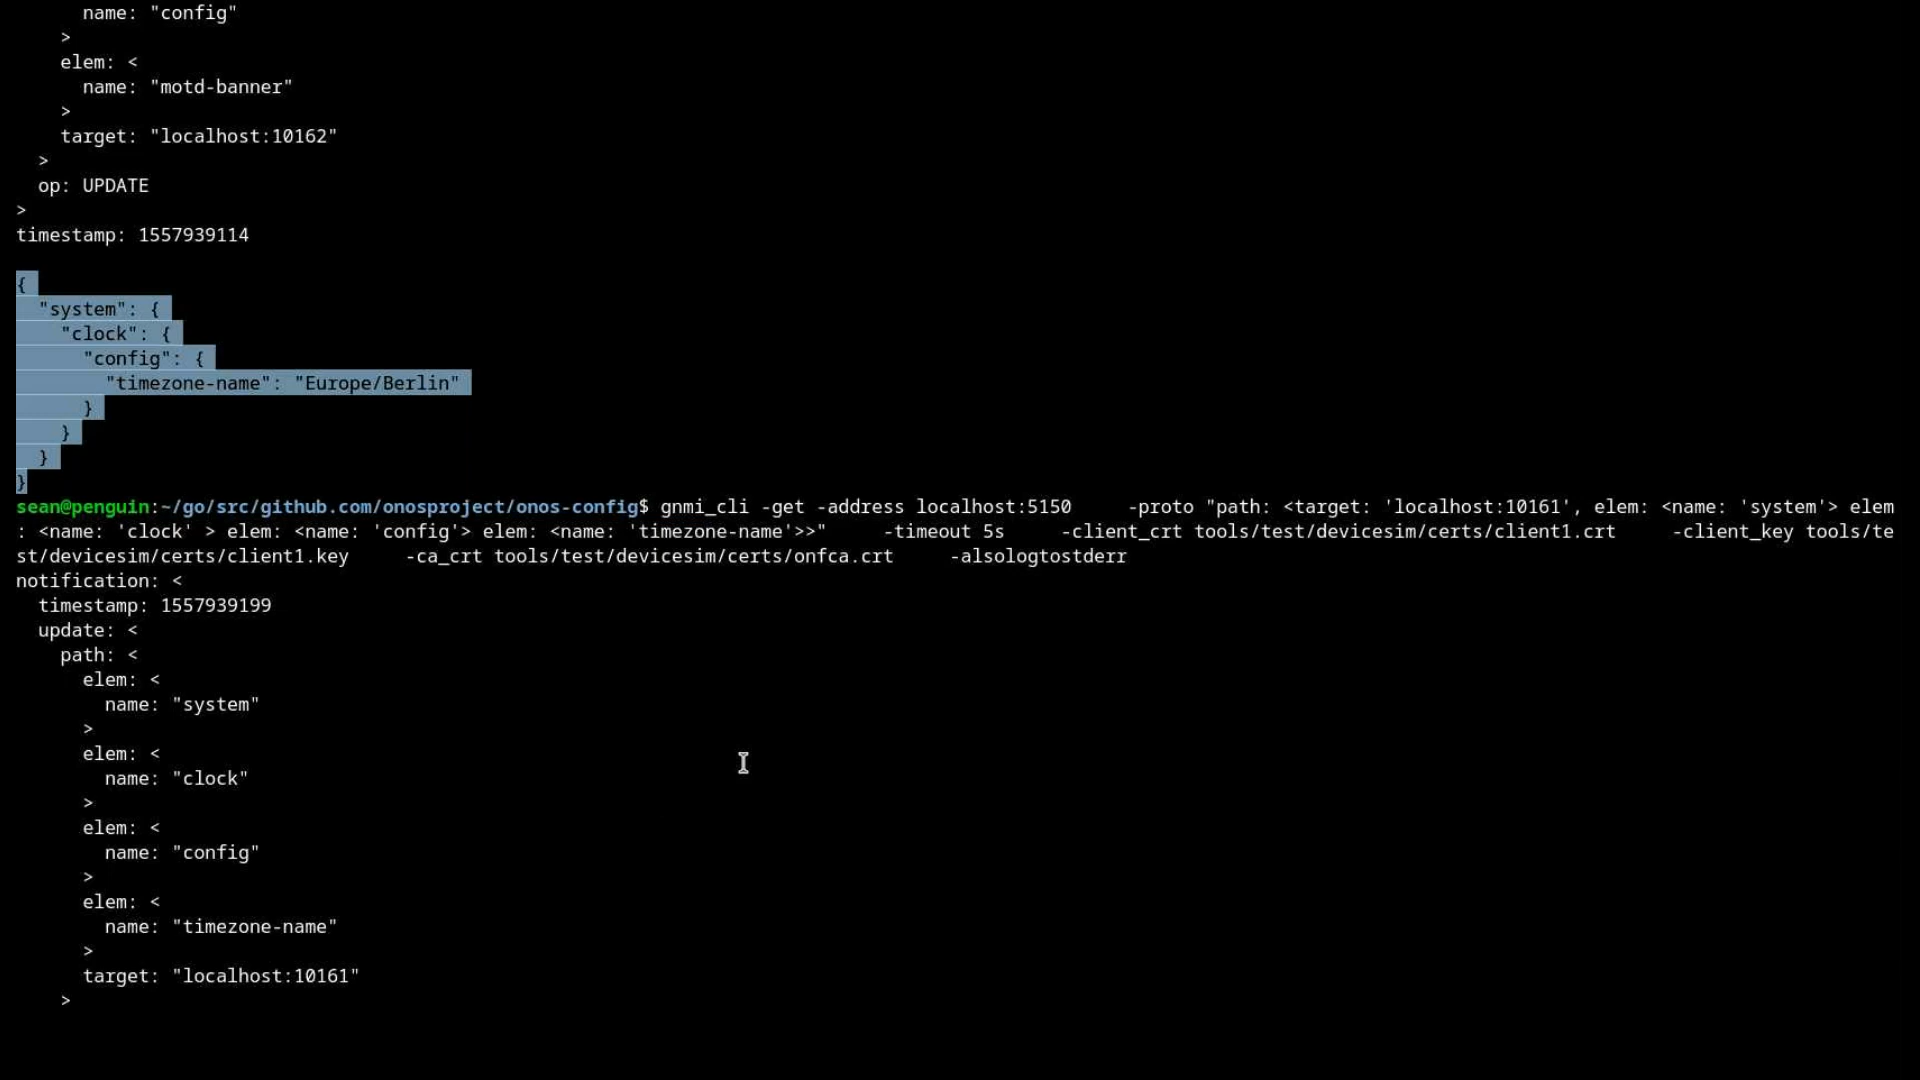 name: "config"
    >
    elem: <
      name: "motd-banner"
    >
    target: "localhost:10162"
  >
  op: UPDATE
>
timestamp: 1557939114
{
  "system": {
    "clock": {
      "config": {
        "timezone-name": "Europe/Berlin"
      }
    }
  }
}
sean@penguin:~/go/src/github.com/onosproject/onos-config$ gnmi_cli -get -address localhost:5150     -proto "path: <target: 'localhost:10161', elem: <name: 'system'> elem
: <name: 'clock' > elem: <name: 'config'> elem: <name: 'timezone-name'>>"     -timeout 5s     -client_crt tools/test/devicesim/certs/client1.crt     -client_key tools/te
st/devicesim/certs/client1.key     -ca_crt tools/test/devicesim/certs/onfca.crt     -alsologtostderr
notification: <
  timestamp: 1557939199
  update: <
    path: <
      elem: <
        name: "system"
      >
      elem: <
        name: "clock"
      >
      elem: <
        name: "config"
      >
      elem: <
        name: "timezone-name"
      >
      target: "localhost:10161"
    >